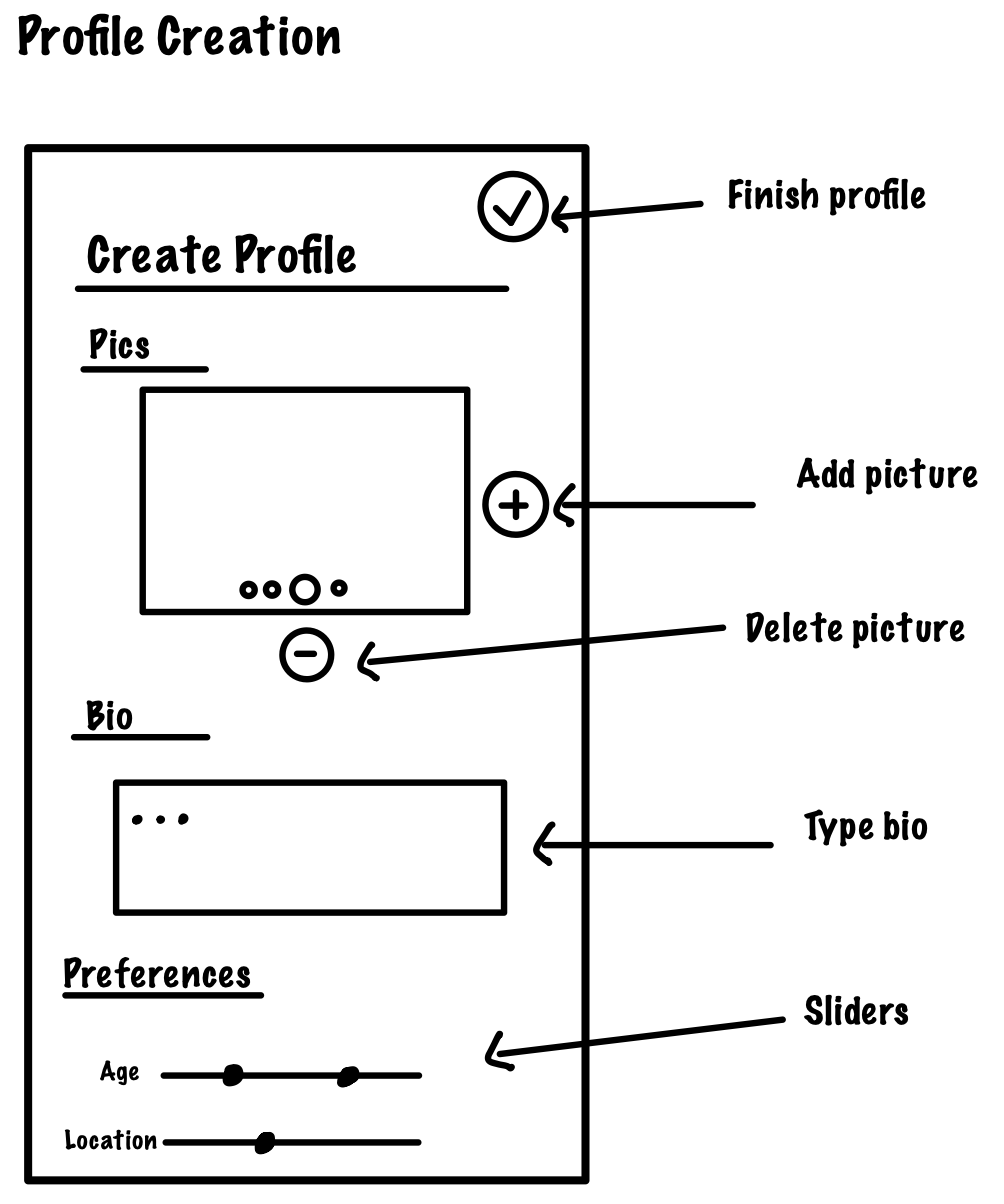 Profile Creation
Finish profile
Create Profile
Pics
Add picture
Delete picture
Bio
...
Type bio
Preferences
Sliders
Age
Location